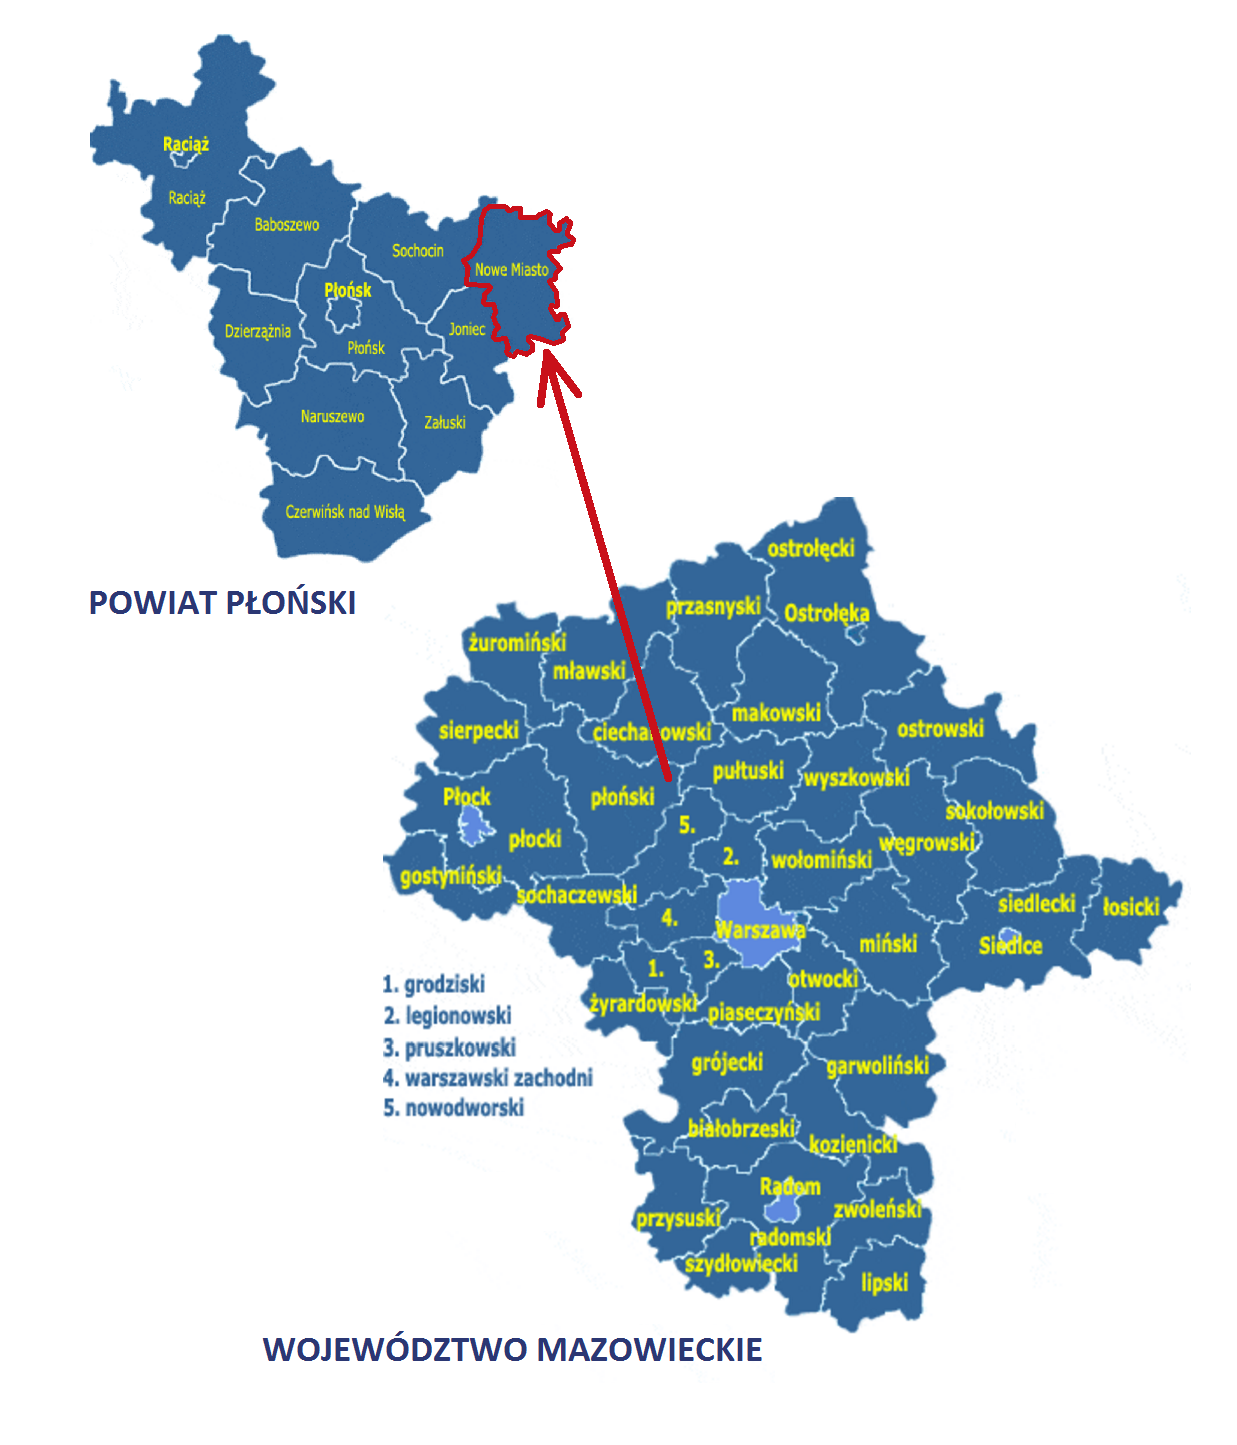 Raciąż
Raciąż
Baboszewo
Sochocin
Nowe Miasto
Płońsk
Dzierzążnia
Joniec
Płońsk
Naruszewo
Załuski
Czerwińsk nad Wisłą
POWIAT PŁOŃSKI
ostrołęcki
przasnyski
Ostrołęka
żuromiński
mławski
makowski
sierpecki
ciechanowski
ostrowski
pułtuski
wyszkowski
Płock
płoński
sokołowski
5.
płocki
węgrowski
2.
wołomiński
gostyniński
sochaczewski
siedlecki
łosicki
4.
Warszawa
miński
Siedlce
3.
1.
otwocki
1. grodziski
żyrardowski
piaseczyński
2. legionowski
3. pruszkowski
grójecki
garwoliński
4. warszawski zachodni
5. nowodworski
białobrzeski
kozienicki
Radom
zwoleński
przysuski
radomski
szydłowiecki
lipski
WOJEWÓDZTWO MAZOWIECKIE